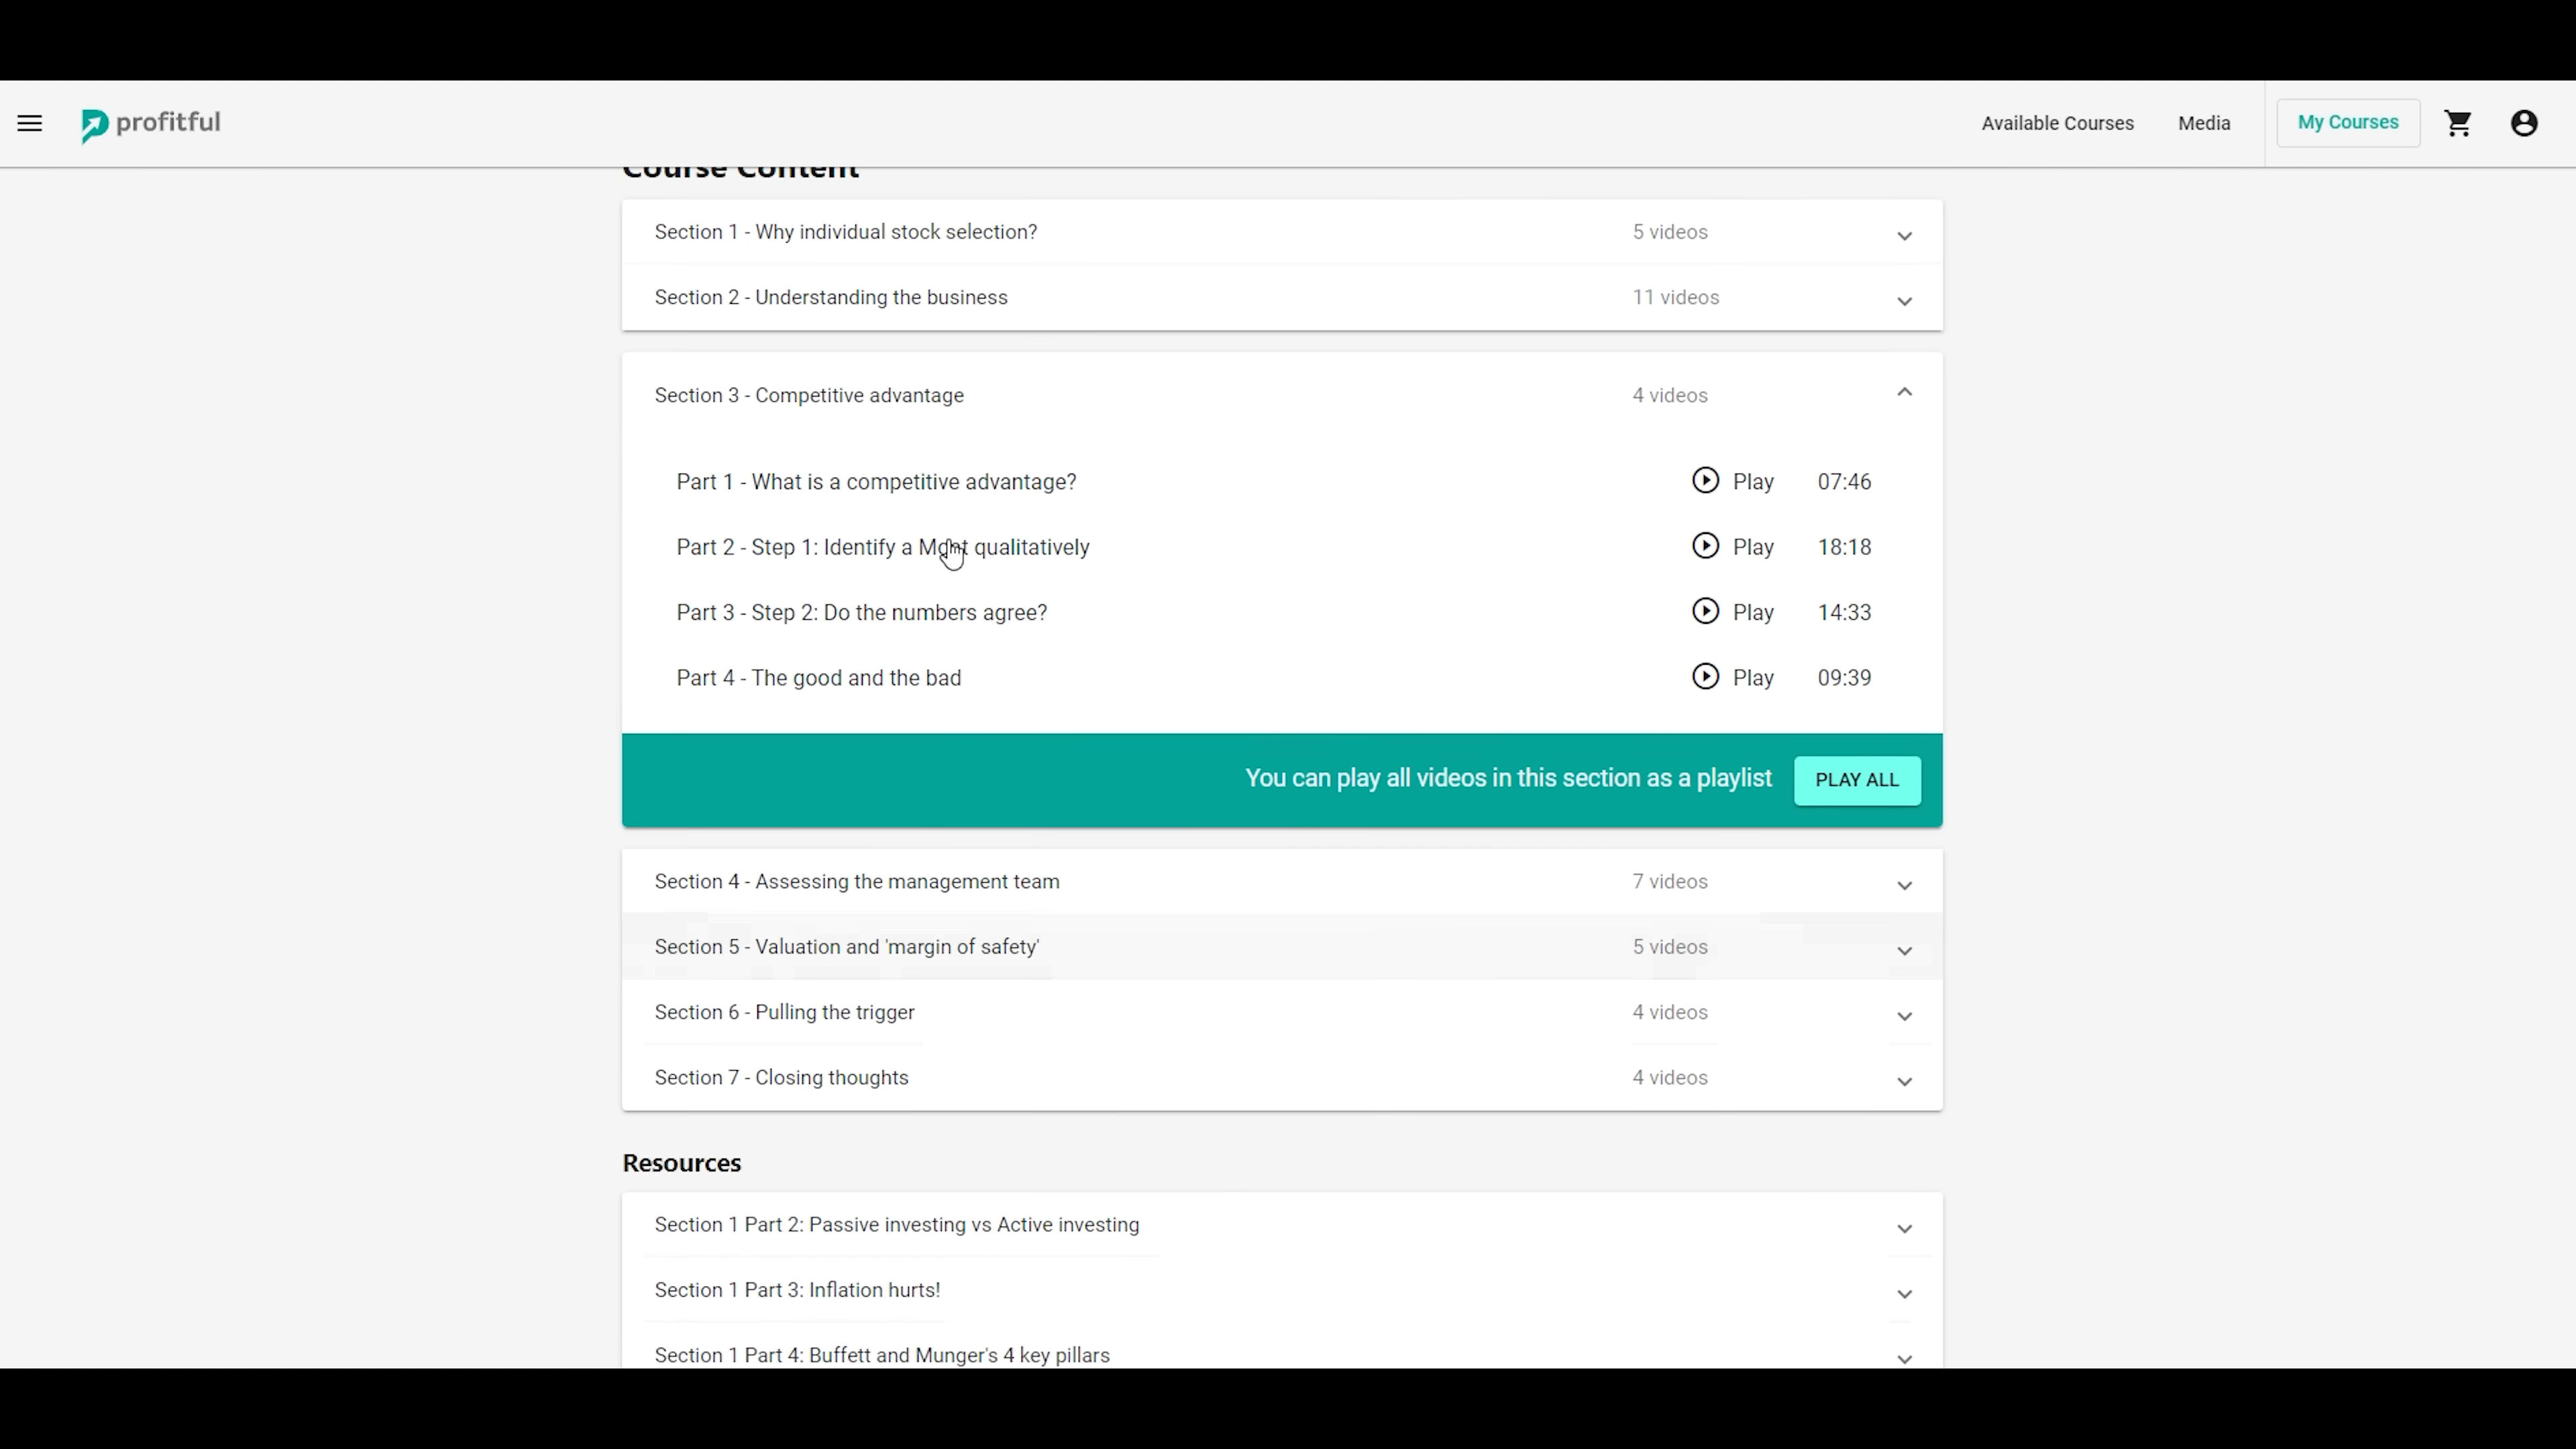 profitful
Available Courses
Media
My Courses
Course Content
Section 1 - Why individual stock selection? 5 videos
Section 2 - Understanding the business 11 videos
Section 3 - Competitive advantage 4 videos
Part 1 - What is a competitive advantage? Play 07:46
Part 2 - Step 1: Identify a Moat qualitatively Play 18:18
Part 3 - Step 2: Do the numbers agree? Play 14:33
Part 4 - The good and the bad Play 09:39
You can play all videos in this section as a playlist PLAY ALL
Section 4 - Assessing the management team 7 videos
Section 5 - Valuation and 'margin of safety' 5 videos
Section 6 - Pulling the trigger 4 videos
Section 7 - Closing thoughts 4 videos
Resources
Section 1 Part 2: Passive investing vs Active investing
Section 1 Part 3: Inflation hurts!
Section 1 Part 4: Buffett and Munger's 4 key pillars